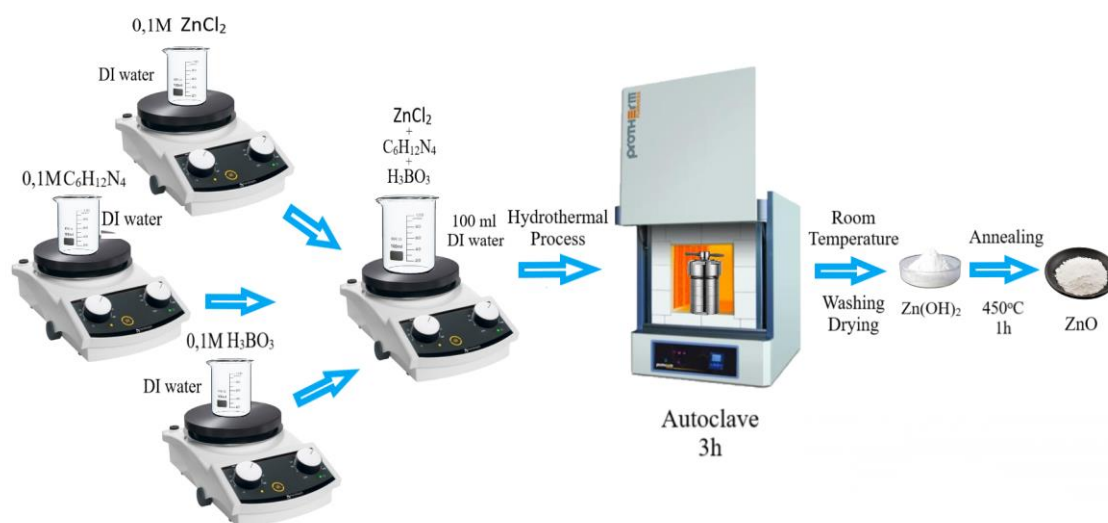 0,1M ZnCl₂
DI water
0,1M C₆H₁₂N₄
DI water
0,1M H₃BO₃
DI water
ZnCl₂
+
C₆H₁₂N₄
+
H₃BO₃
100 ml
DI water
Hydrothermal
Process
protherm
Autoclave
3h
Room
Temperature
Washing
Drying
Zn(OH)₂
Annealing
450°C
1h
ZnO